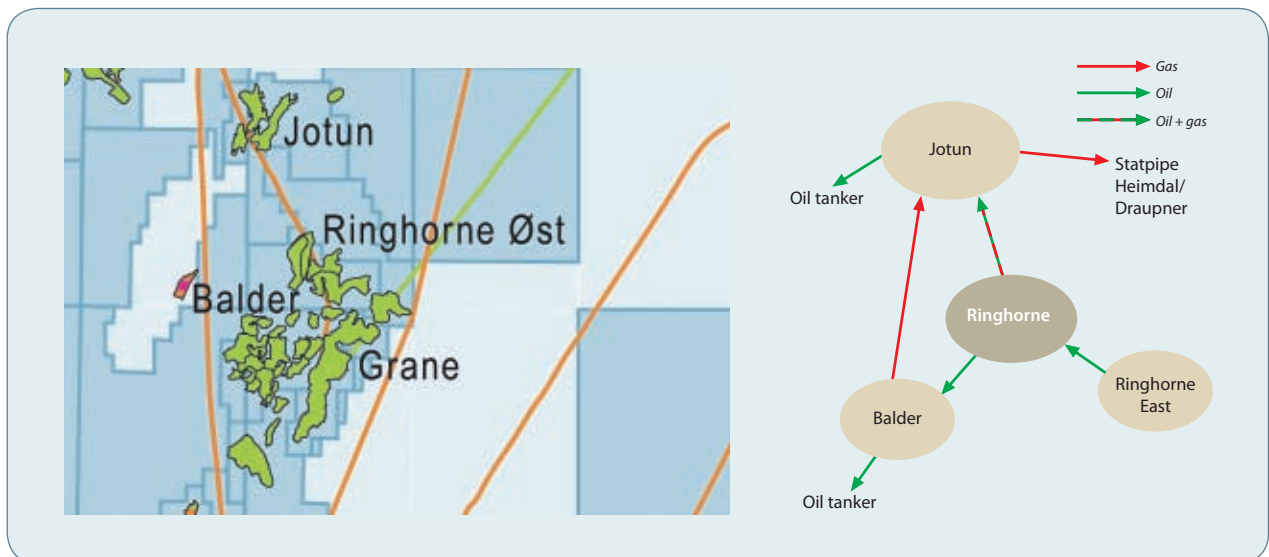 Jotun
Ringhorne Øst
Balder
Grane
Gas
Oil
Oil + gas
Jotun
Statpipe
Heimdal/
Draupner
Oil tanker
Ringhorne
Ringhorne
East
Balder
Oil tanker